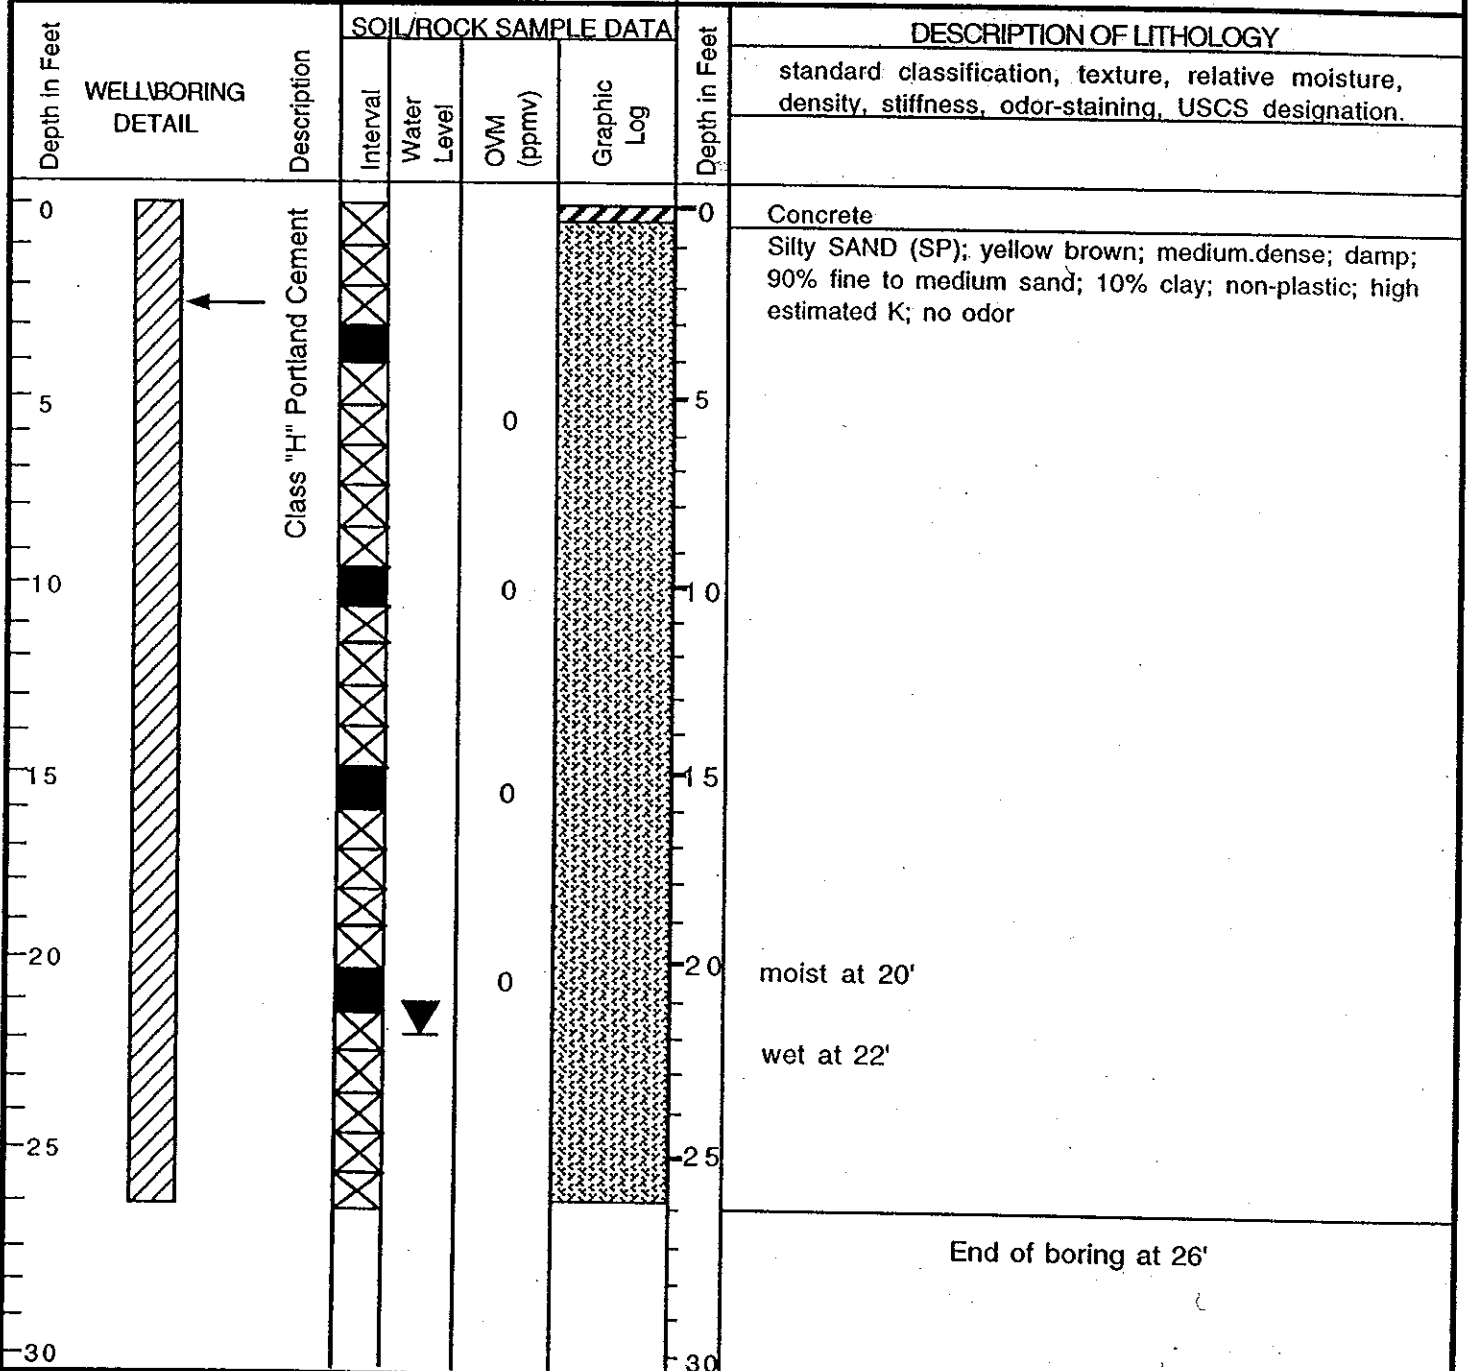 SOIL/ROCK SAMPLE DATA
DESCRIPTION OF LITHOLOGY
Depth in Feet
WELL\BORING
DETAIL
Description
Interval
Water
Level
OVM
(ppmv)
Graphic
Log
Depth in Feet
standard classification, texture, relative moisture,
density, stiffness, odor-staining, USCS designation.
0
5
10
15
20
25
30
Class "H" Portland Cement
0
0
0
0
0
5
10
15
20
25
30
Concrete
Silty SAND (SP); yellow brown; medium.dense; damp;
90% fine to medium sand; 10% clay; non-plastic; high
estimated K; no odor
moist at 20'
wet at 22'
End of boring at 26'